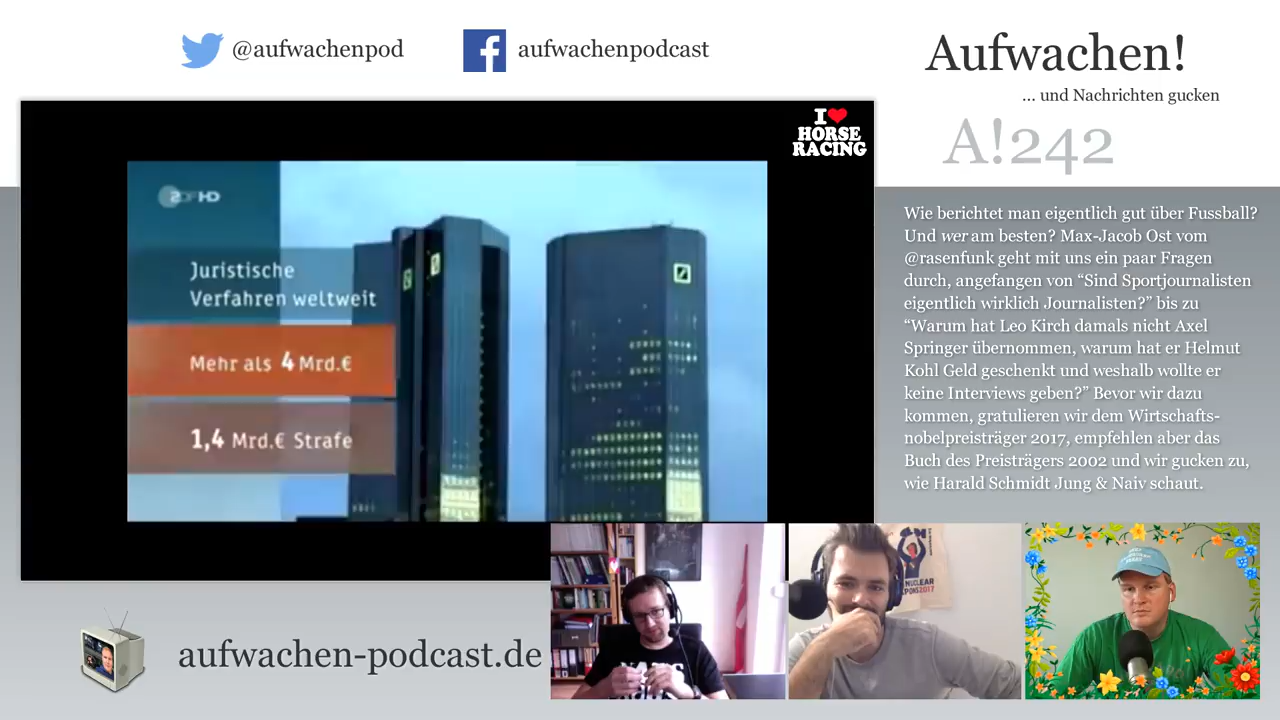 @aufwachenpod
aufwachenpodcast
Aufwachen!
... und Nachrichten gucken
A!242
I
HORSE
RACING
ZDFHD
Juristische
Verfahren weltweit
Mehr als 4 Mrd.€
1,4 Mrd.€ Strafe
Wie berichtet man eigentlich gut über Fussball?
Und wer am besten? Max-Jacob Ost vom
@rasenfunk geht mit uns ein paar Fragen
durch, angefangen von “Sind Sportjournalisten
eigentlich wirklich Journalisten?” bis zu
“Warum hat Leo Kirch damals nicht Axel
Springer übernommen, warum hat er Helmut
Kohl Geld geschenkt und weshalb wollte er
keine Interviews geben?” Bevor wir dazu
kommen, gratulieren wir dem Wirtschafts-
nobelpreisträger 2017, empfehlen aber das
Buch des Preisträgers 2002 und wir gucken zu,
wie Harald Schmidt Jung & Naiv schaut.
NUCLEAR
2017
aufwachen-podcast.de